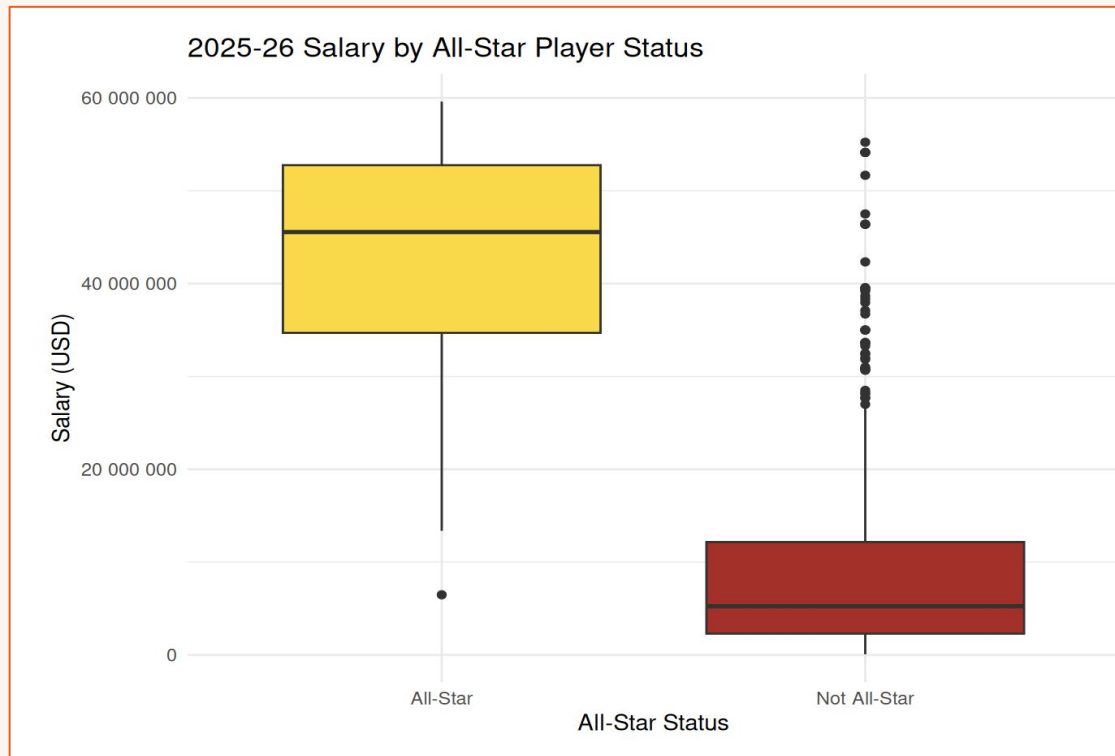 2025-26 Salary by All-Star Player Status
60 000 000
40 000 000
20 000 000
0
Salary (USD)
All-Star
Not All-Star
All-Star Status